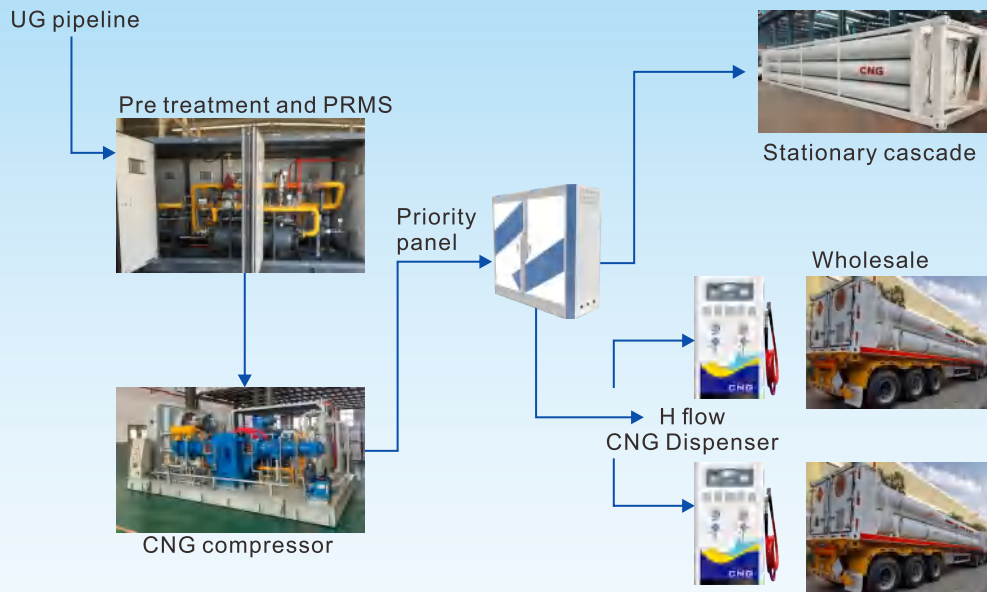 UG pipeline
Pre treatment and PRMS
CNG
Stationary cascade
Priority
panel
Wholesale
CNG
H flow
CNG Dispenser
CNG compressor
CNG